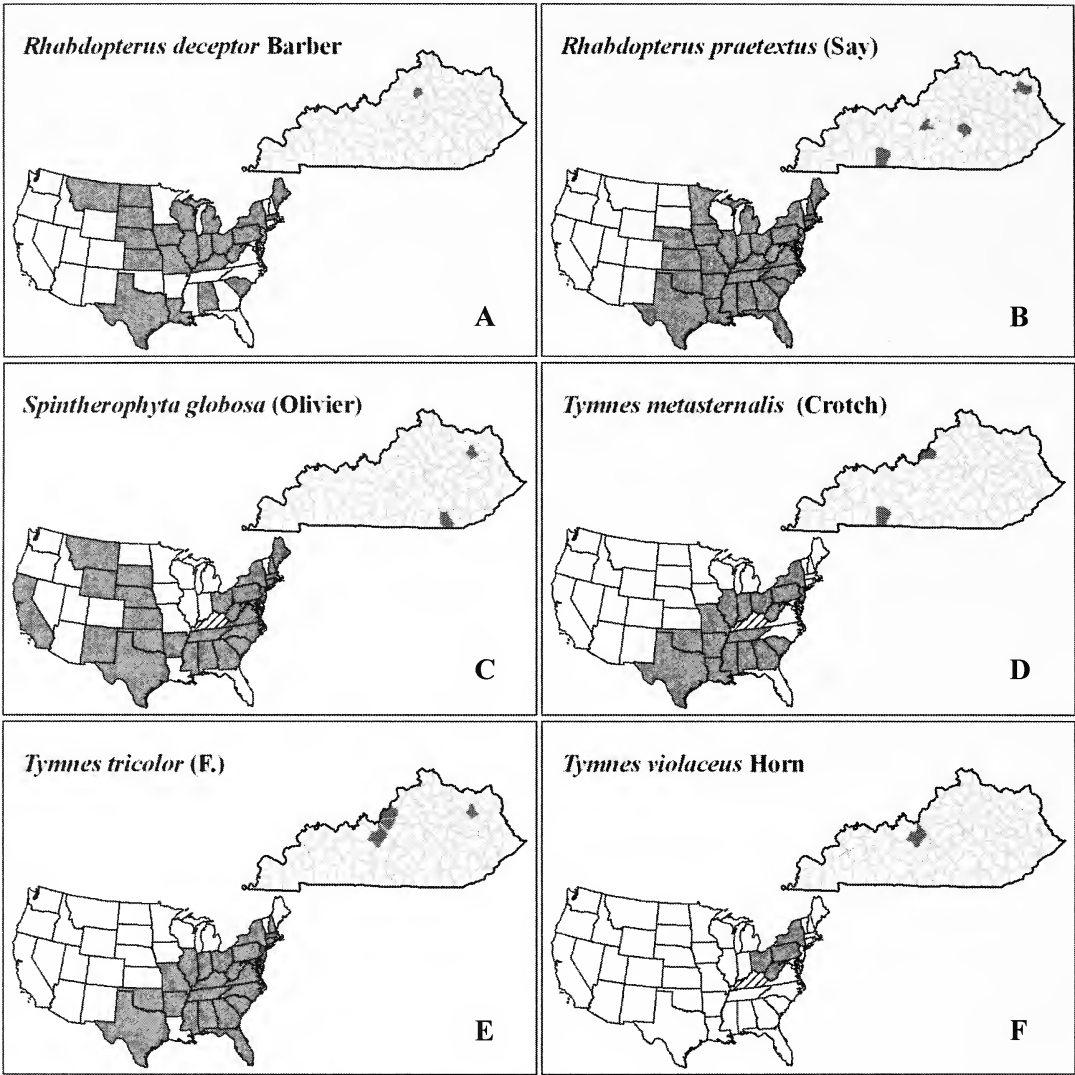 Rhabdopterus deceptor Barber
A
Rhabdopterus praetextus (Say)
B
Spintherophyta globosa (Olivier)
C
Tymnes metasternalis (Crotch)
D
Tymnes tricolor (F.)
E
Tymnes violaceus Horn
F